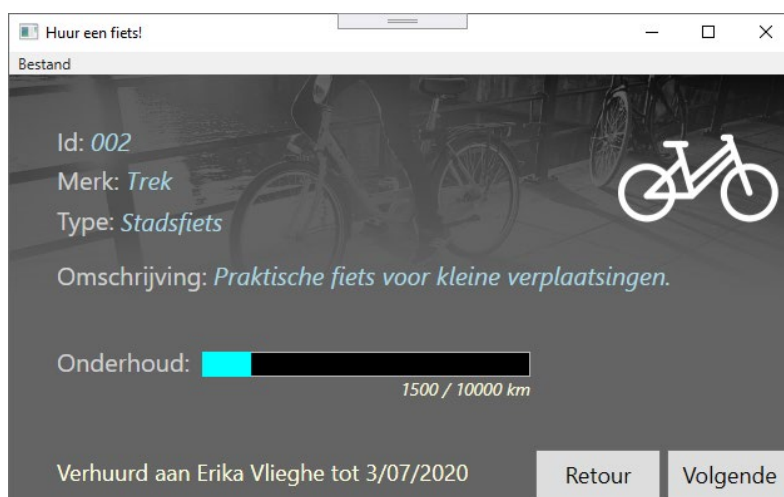 Huur een fiets!
Bestand
Id: 002
Merk: Trek
Type: Stadsfiets
Omschrijving: Praktische fiets voor kleine verplaatsingen.
Onderhoud:
1500 / 10000 km
Verhuurd aan Erika Vlieghe tot 3/07/2020
Retour
Volgende